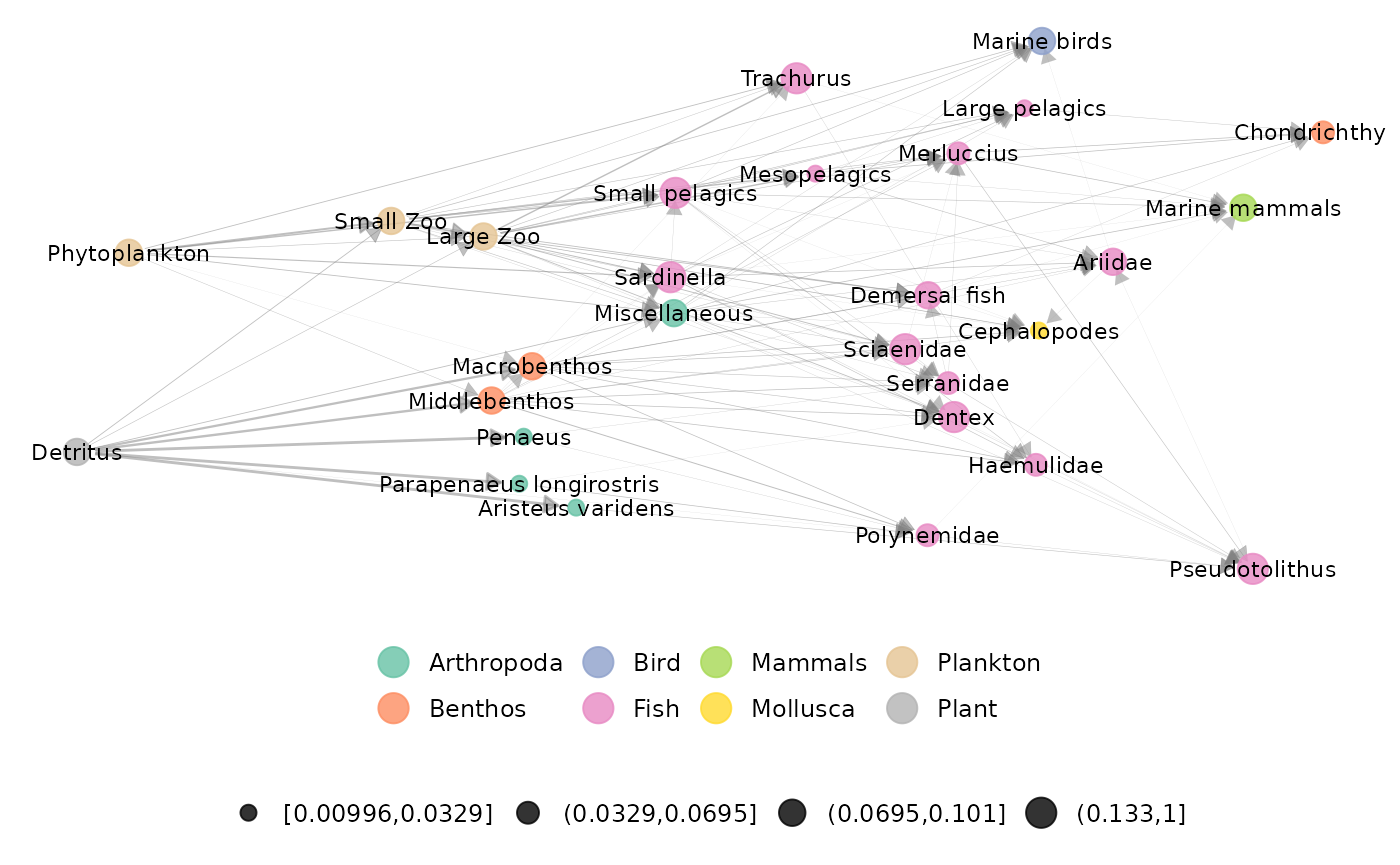 Marine birds
Trachurus
Large pelagics
Chondrichthy
Merluccius
Mesopelagics
Small pelagics
Marine mammals
Small Zoo
Large Zoo
Phytoplankton
Ariidae
Sardinella
Demersal fish
Miscellaneous
Cephalopodes
Sciaenidae
Macrobenthos
Serranidae
Middlebenthos
Dentex
Penaeus
Detritus
Haemulidae
Parapenaeus longirostris
Aristeus varidens
Polynemidae
Pseudotolithus
Arthropoda Bird Mammals Plankton
Benthos Fish Mollusca Plant
[0.00996,0.0329] (0.0329,0.0695] (0.0695,0.101] (0.133,1]